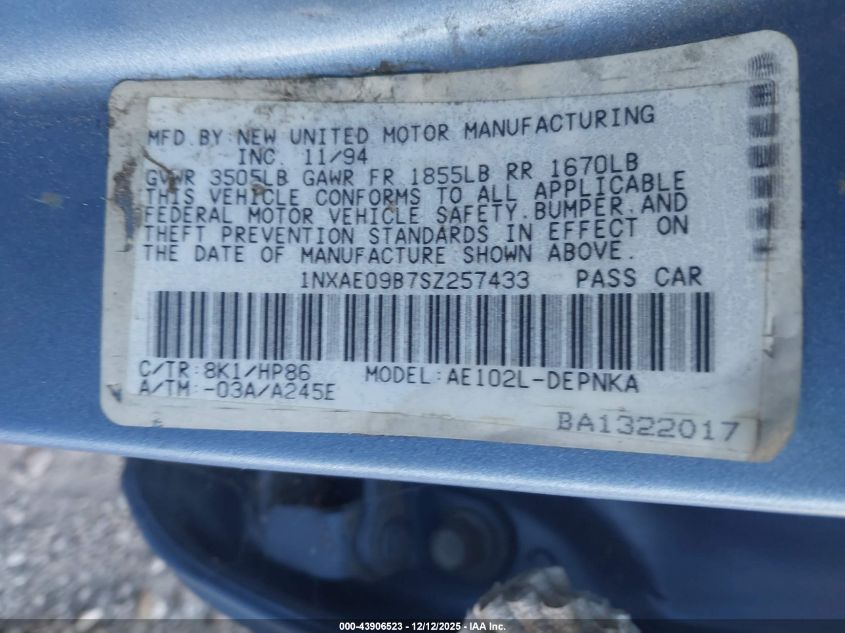 MFD.BY:NEW UNITED MOTOR MANUFACTURING
INC. 11/94
GVWR 3505LB GAWR FR 1855LB RR 1670LB
THIS VEHICLE CONFORMS TO ALL APPLICABLE
FEDERAL MOTOR VEHICLE SAFETY.BUMPER.AND
THEFT PREVENTION STANDARDS IN EFFECT ON
THE DATE OF MANUFACTURE SHOWN ABOVE.
1NXAE09B7SZ257433 PASS CAR
C/TR:8K1/HP86 MODEL:AE102L-DEPNKA
A/TM:-03A/A245E
BA1322017
000-43906523 - 12/12/2025 - IAA Inc.